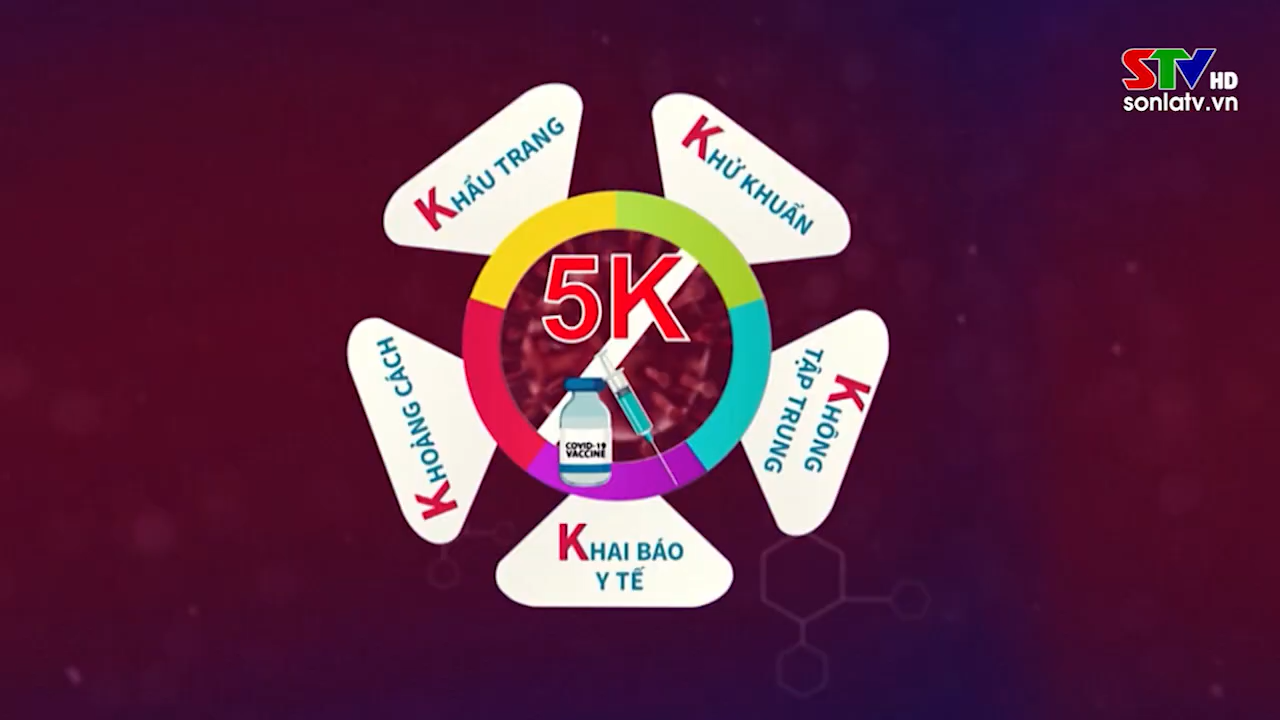 STV HD
sonlatv.vn
KHẨU TRANG
KHỬ KHUẨN
5K
KHOẢNG CÁCH
KHÔNG
TẬP TRUNG
COVID-19
VACCINE
KHAI BÁO
Y TẾ